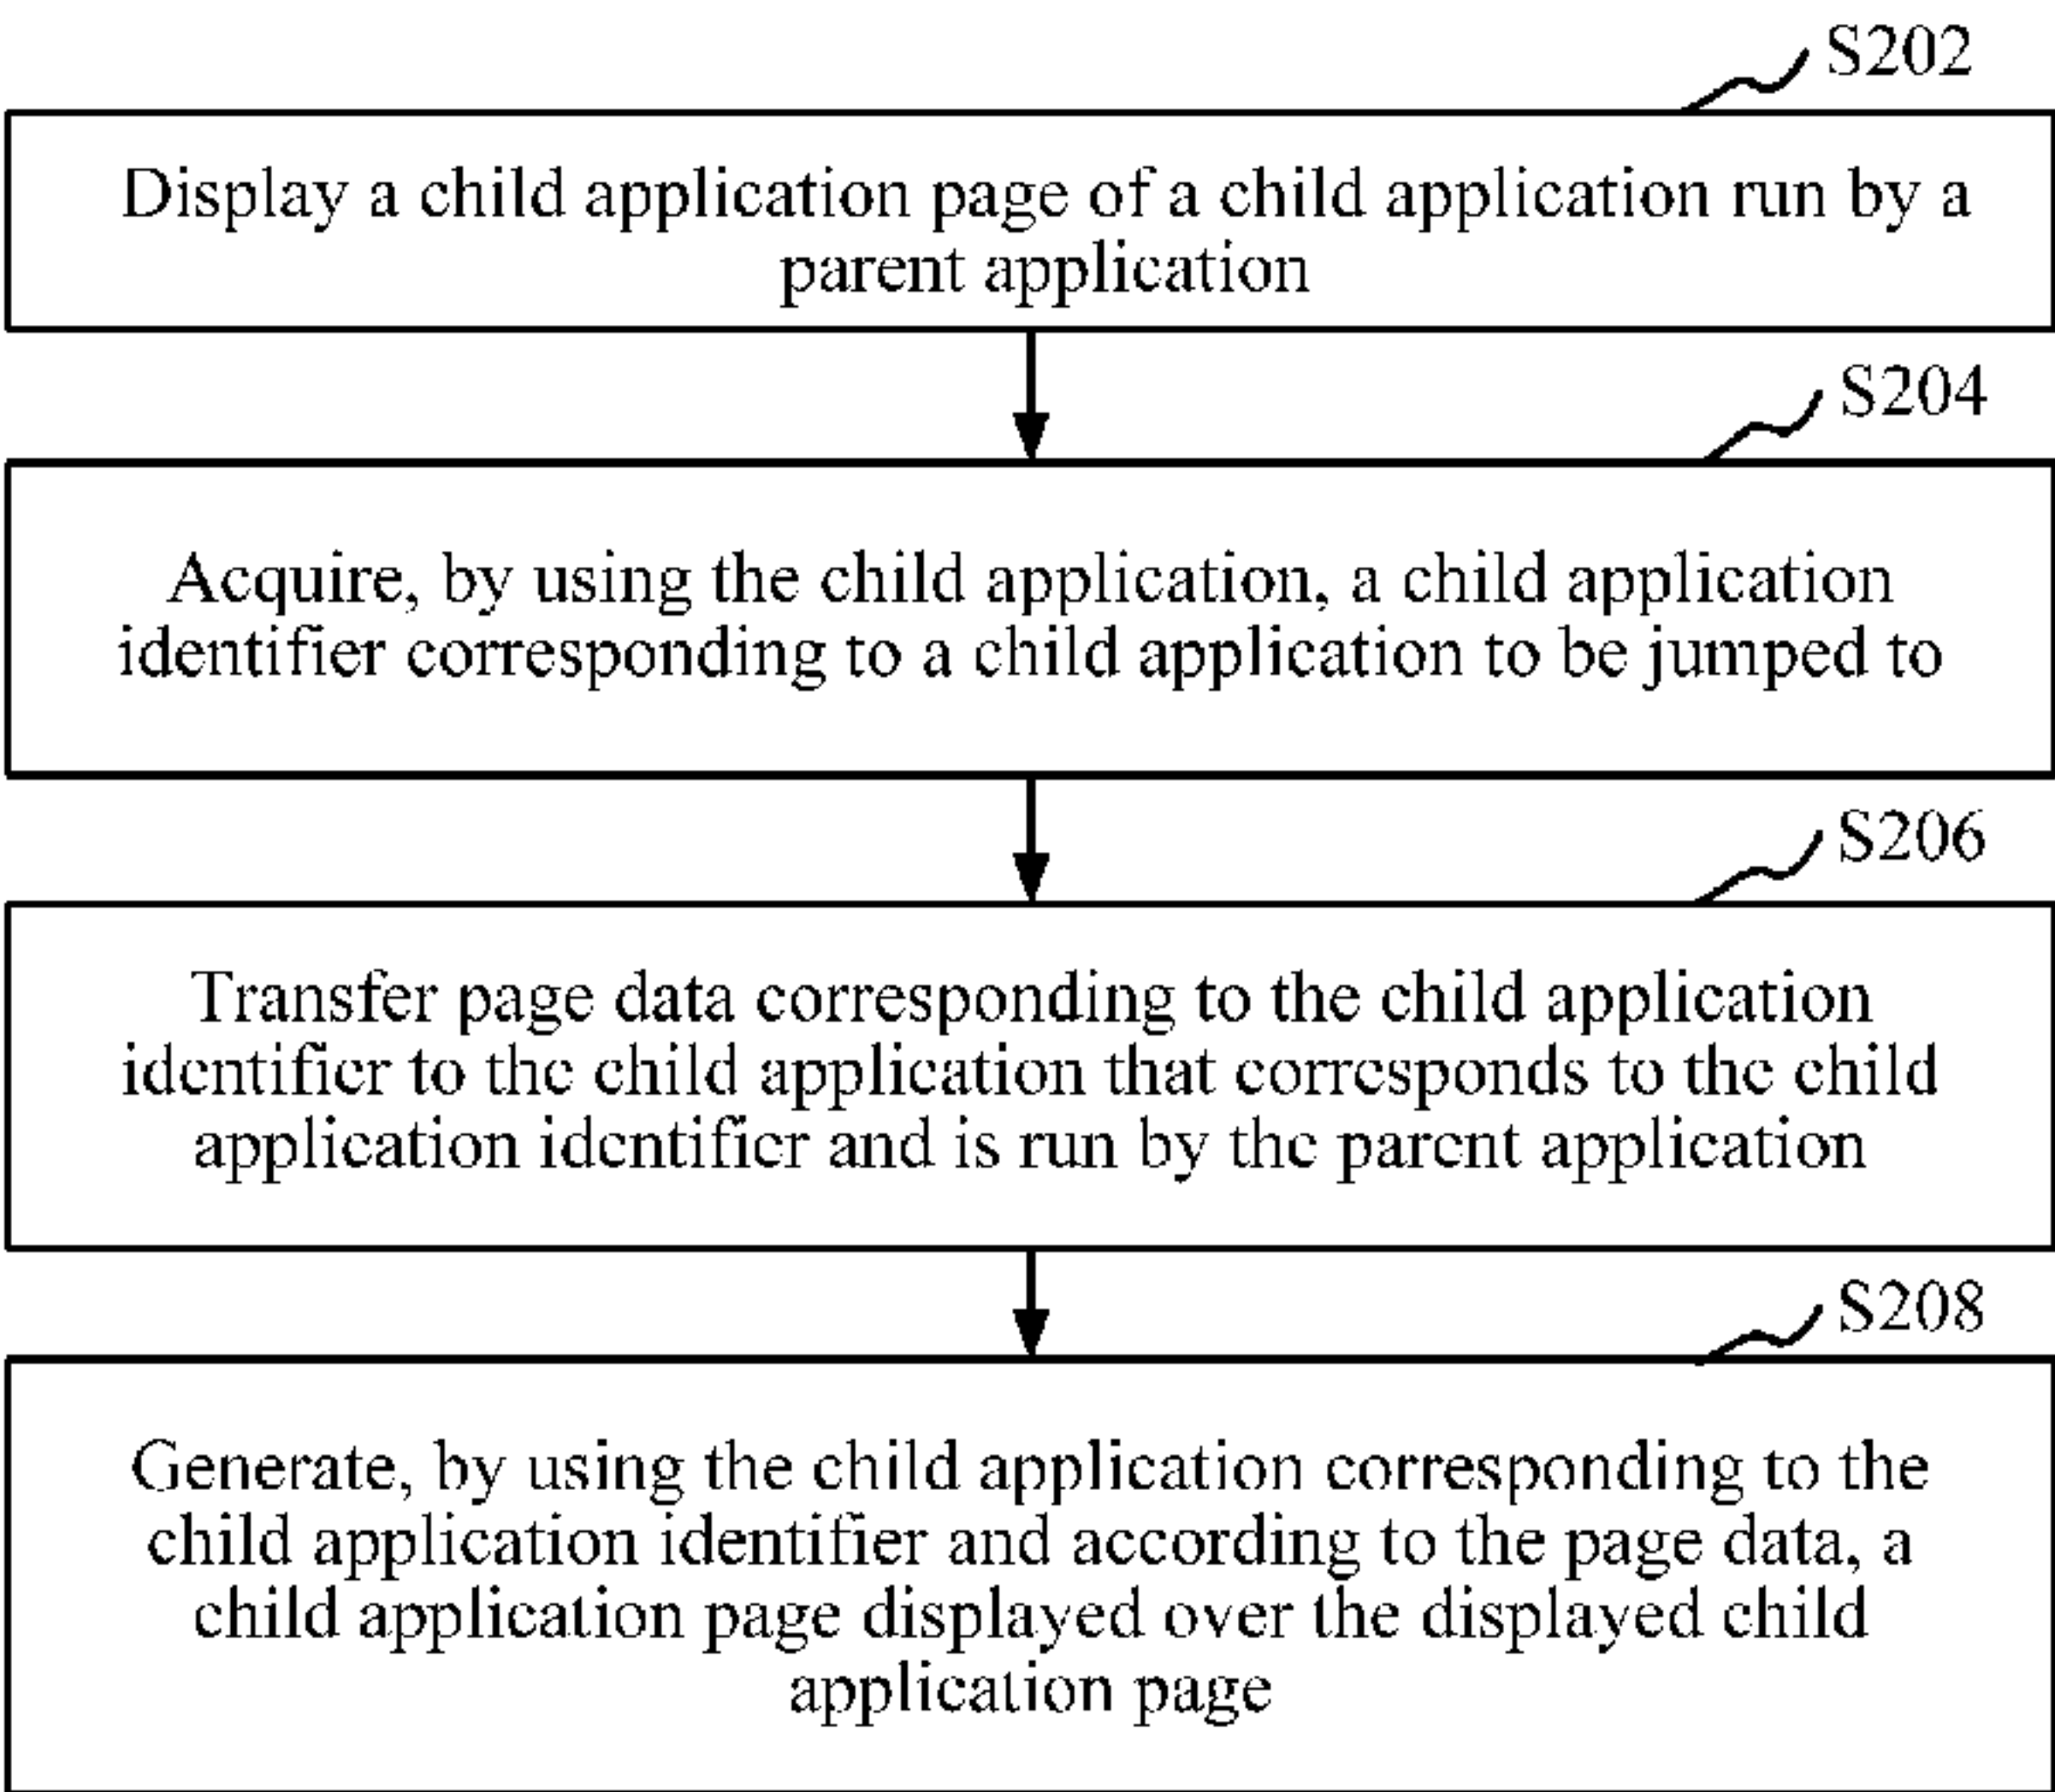 S202
Display a child application page of a child application run by a
parent application
S204
Acquire, by using the child application, a child application
identifier corresponding to a child application to be jumped to
S206
Transfer page data corresponding to the child application
identifier to the child application that corresponds to the child
application identifier and is run by the parent application
S208
Generate, by using the child application corresponding to the
child application identifier and according to the page data, a
child application page displayed over the displayed child
application page